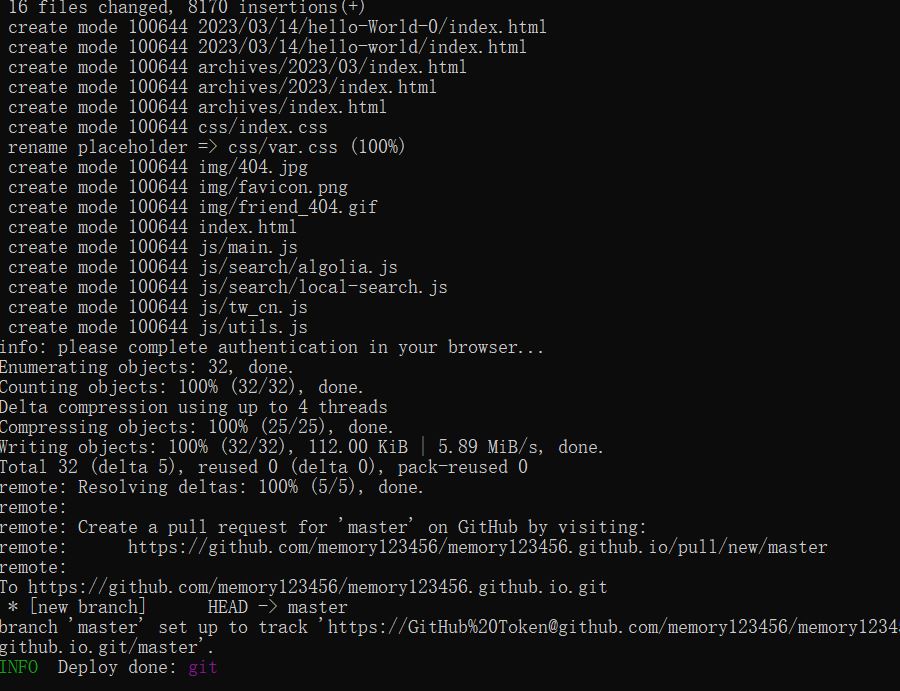 16 files changed, 8170 insertions(+)
create mode 100644 2023/03/14/hello-World-0/index.html
create mode 100644 2023/03/14/hello-world/index.html
create mode 100644 archives/2023/03/index.html
create mode 100644 archives/2023/index.html
create mode 100644 archives/index.html
create mode 100644 css/index.css
rename placeholder => css/var.css (100%)
create mode 100644 img/404.jpg
create mode 100644 img/favicon.png
create mode 100644 img/friend_404.gif
create mode 100644 index.html
create mode 100644 js/main.js
create mode 100644 js/search/algolia.js
create mode 100644 js/search/local-search.js
create mode 100644 js/tw_cn.js
create mode 100644 js/utils.js
info: please complete authentication in your browser...
Enumerating objects: 32, done.
Counting objects: 100% (32/32), done.
Delta compression using up to 4 threads
Compressing objects: 100% (25/25), done.
Writing objects: 100% (32/32), 112.00 KiB | 5.89 MiB/s, done.
Total 32 (delta 5), reused 0 (delta 0), pack-reused 0
remote: Resolving deltas: 100% (5/5), done.
remote:
remote: Create a pull request for 'master' on GitHub by visiting:
remote:      https://github.com/memory123456/memory123456.github.io/pull/new/master
remote:
To https://github.com/memory123456/memory123456.github.io.git
* [new branch]      HEAD -> master
branch 'master' set up to track 'https://GitHub%20Token@github.com/memory123456/memory1234
github.io.git/master'.
INFO  Deploy done: git